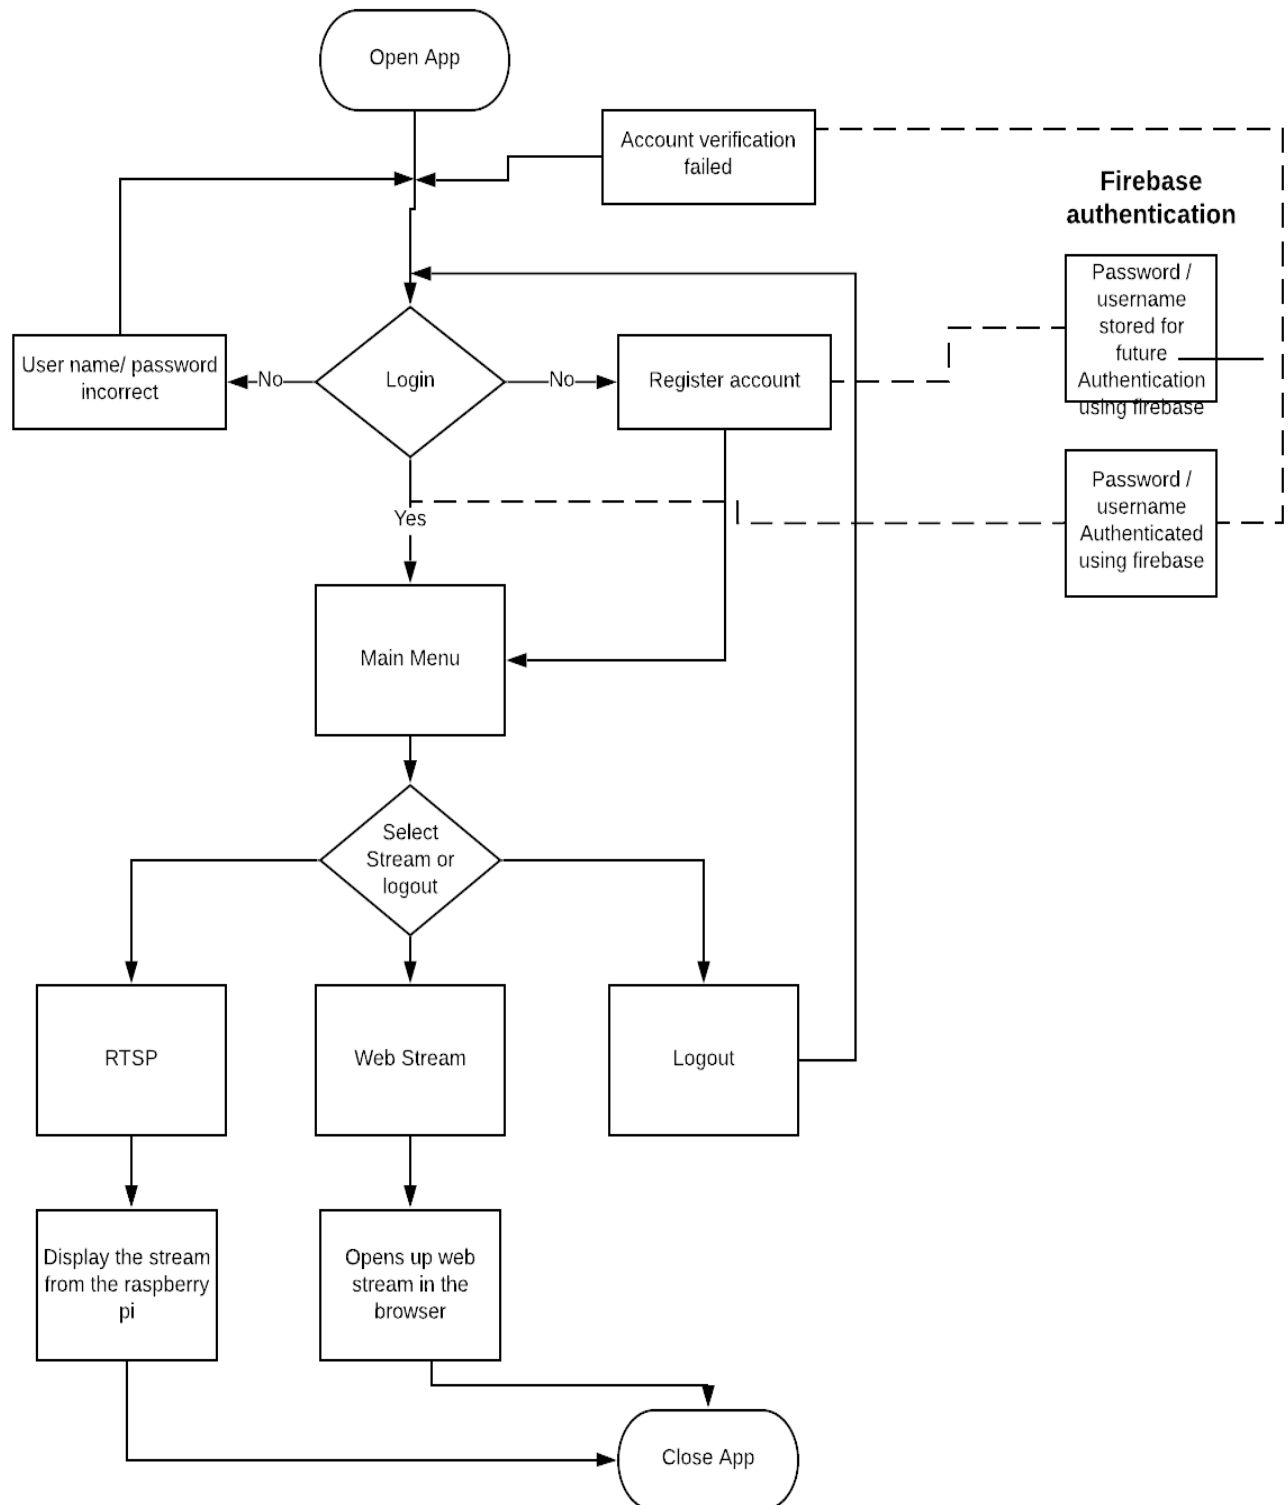 Open App
Account verification
failed
Firebase
authentication
Password /
username
stored for
future
Authentication
using firebase
User name/ password
incorrect
No
Login
No
Register account
Password /
username
Authenticated
using firebase
Yes
Main Menu
Select
Stream or
logout
RTSP
Web Stream
Logout
Display the stream
from the raspberry
pi
Opens up web
stream in the
browser
Close App